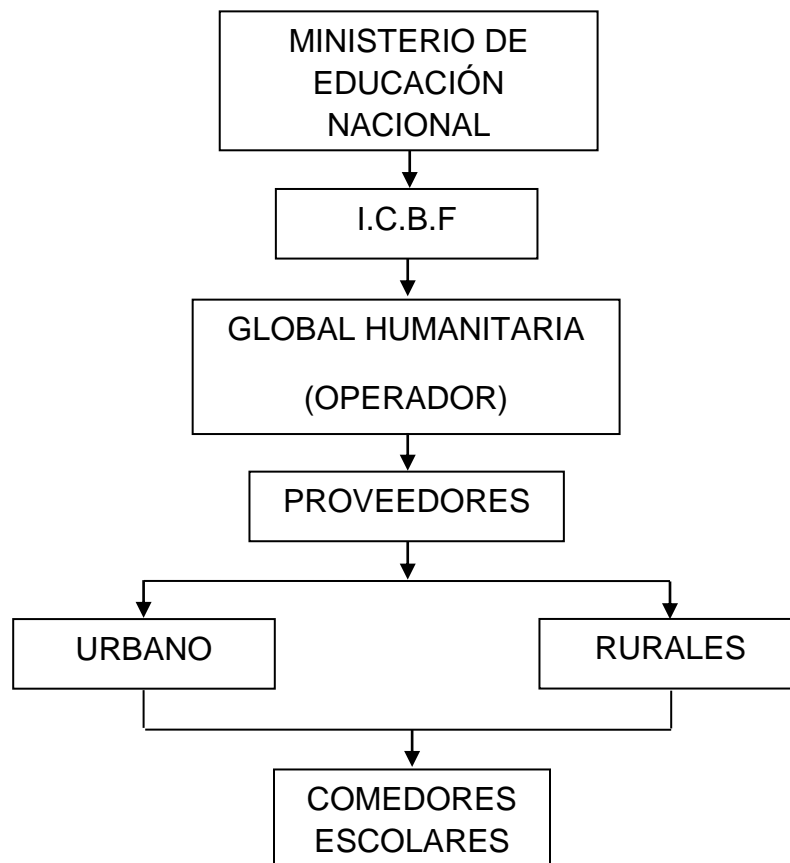 MINISTERIO DE
EDUCACIÓN
NACIONAL
I.C.B.F
GLOBAL HUMANITARIA
(OPERADOR)
PROVEEDORES
URBANO
RURALES
COMEDORES
ESCOLARES